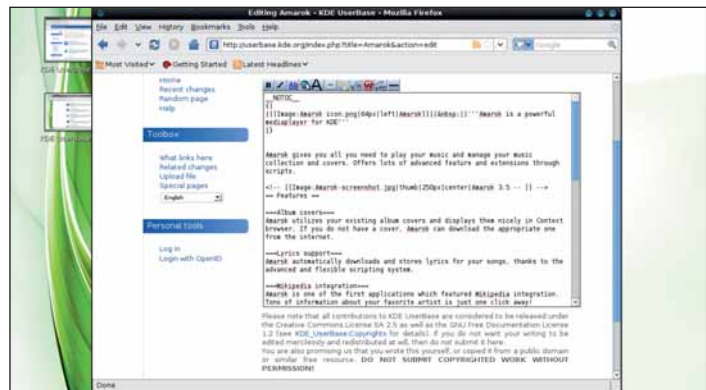 Editing Amarok - KDE UserBase - Mozilla Firefox
File Edit View History Bookmarks Tools Help
http://userbase.kde.org/index.php?title=Amarok&action=edit
Google
Most Visited Getting Started Latest Headlines
Home
Recent changes
Random page
Help
Toolbox
What links here
Related changes
Upload file
Special pages
English
Personal tools
Log in
Login with OpenID
__NOTOC__
{|
|[[Image:Amarok icon.png|64px|left|Amarok]]||&nbsp;||'''Amarok is a powerful
mediaplayer for KDE'''
|}
Amarok gives you all you need to play your music and manage your music
collection and covers. Offers lots of advanced feature and extensions through
scripts.
<!-- [[Image:Amarok-screenshot.jpg|thumb|250px|center|Amarok 3.5 -- ]] -->
== Features ==
===Album covers===
Amarok utilizes your existing album covers and displays them nicely in Context
browser. If you do not have a cover, Amarok can download the appropriate one
from the internet.
===Lyrics support===
Amarok automatically downloads and stores lyrics for your songs, thanks to the
advanced and flexible scripting system.
===Wikipedia integration===
Amarok is one of the first applications which featured Wikipedia integration.
Tons of information about your favorite artist is just one click away!
Please note that all contributions to KDE UserBase are considered to be released under
the Creative Commons License SA 2.5 as well as the GNU Free Documentation License
1.2 (see KDE_UserBase:Copyrights for details). If you do not want your writing to be
edited mercilessly and redistributed at will, then do not submit it here.
You are also promising us that you wrote this yourself, or copied it from a public domain
or similar free resource. DO NOT SUBMIT COPYRIGHTED WORK WITHOUT
PERMISSION!
Done